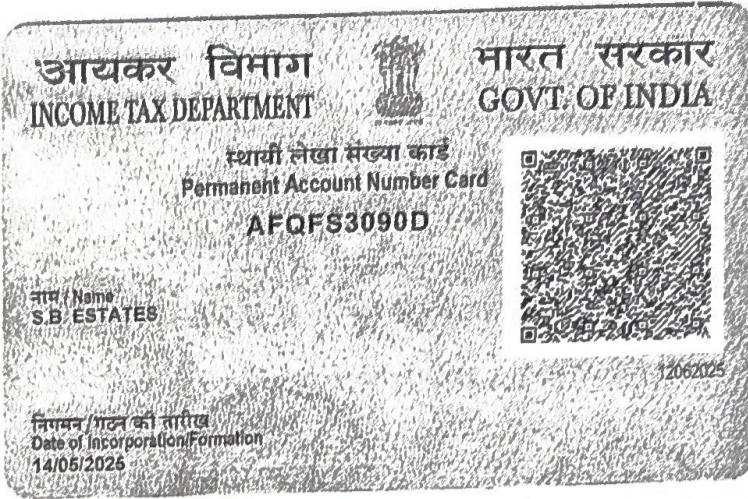 आयकर विभाग
INCOME TAX DEPARTMENT
भारत सरकार
GOVT. OF INDIA
स्थायी लेखा संख्या कार्ड
Permanent Account Number Card
AFQFS3090D
नाम / Name
S.B. ESTATES
12062025
निगमन/गठन की तारीख
Date of Incorporation/Formation
14/05/2025